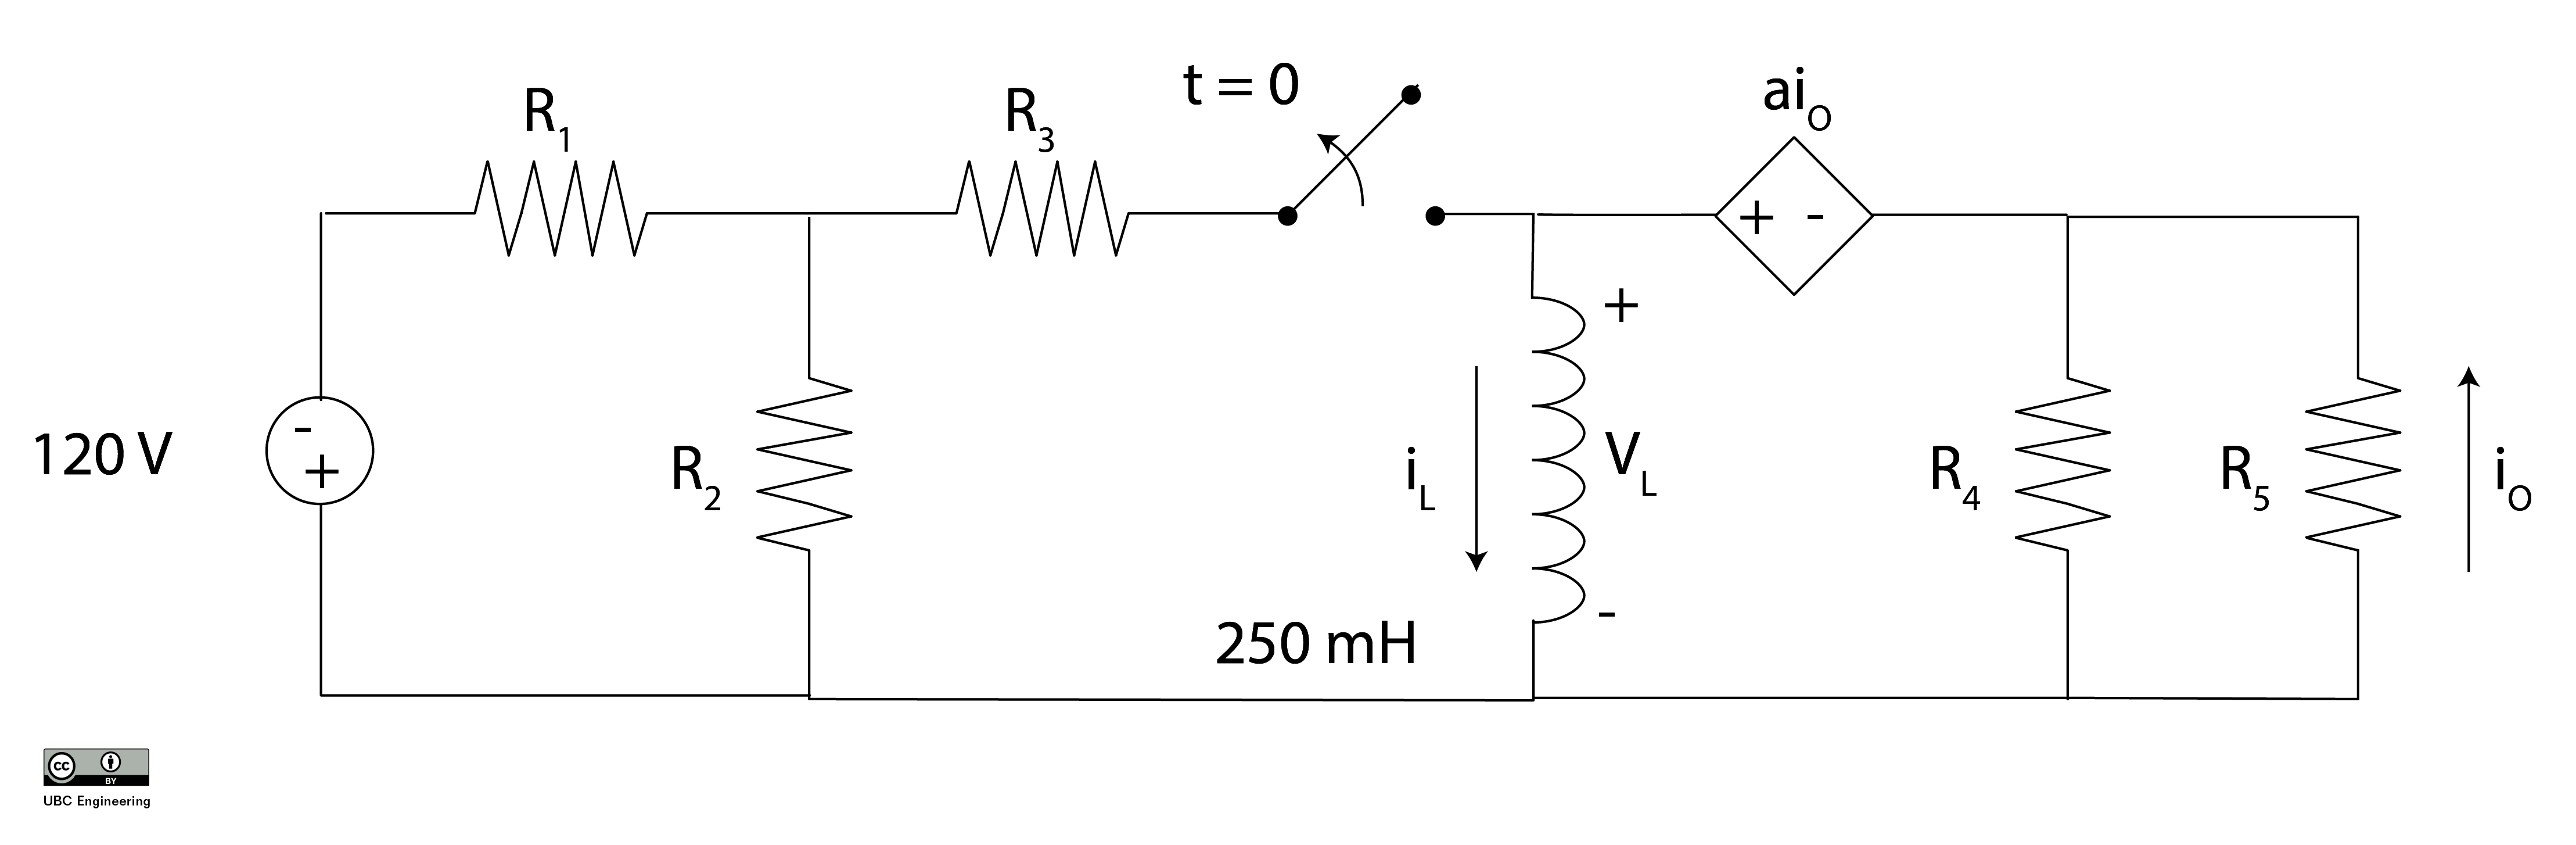 t = 0
ai_O
R_1
R_3
+ -
+
-
+
120 V
R_2
i_L
V_L
R_4
R_5
i_O
-
250 mH
cc
BY
UBC Engineering